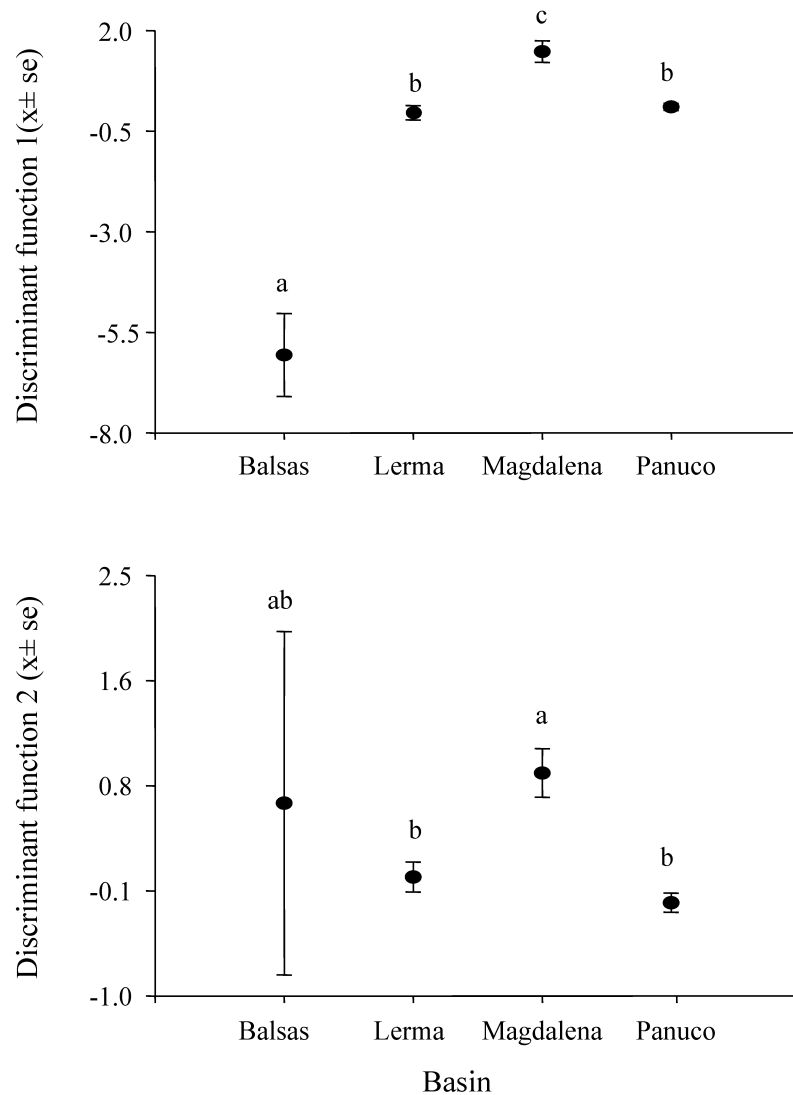 Discriminant function 1(x± se)
2.0
-0.5
-3.0
-5.5
-8.0
a
b
c
b
Balsas Lerma Magdalena Panuco
Discriminant function 2 (x± se)
2.5
1.6
0.8
-0.1
-1.0
ab
b
a
b
Balsas Lerma Magdalena Panuco
Basin